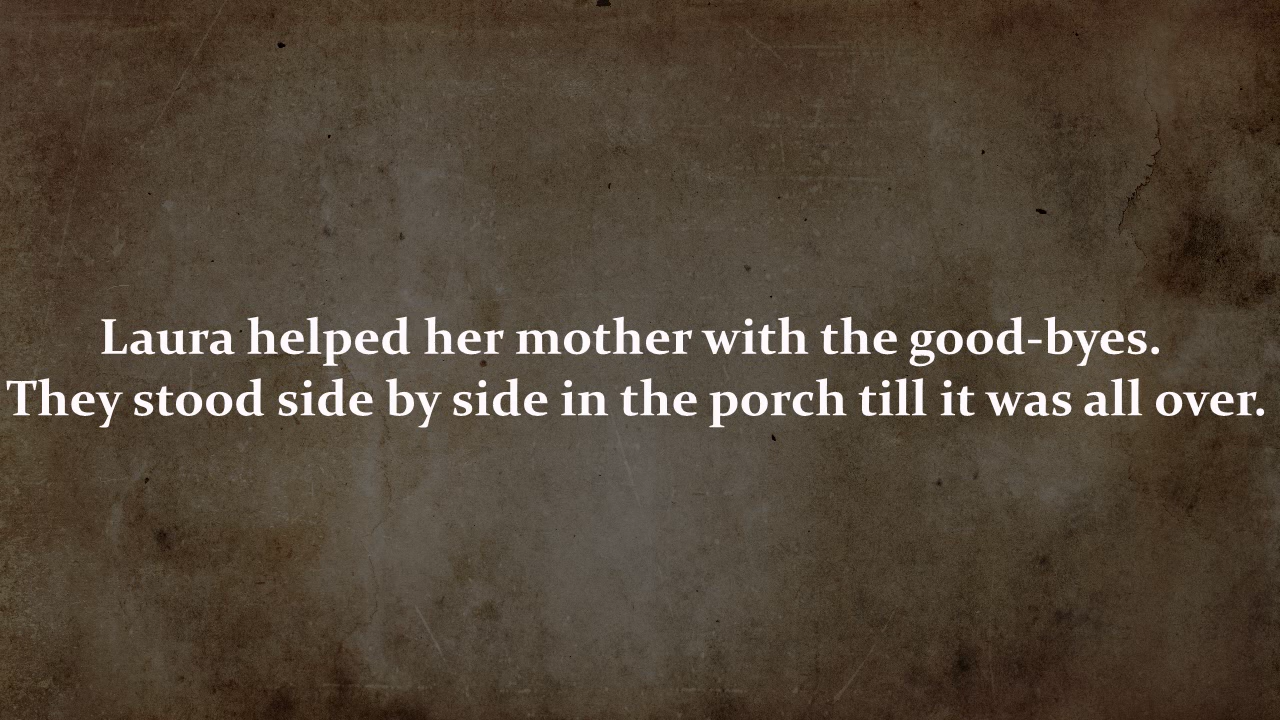 Laura helped her mother with the good-byes.
They stood side by side in the porch till it was all over.